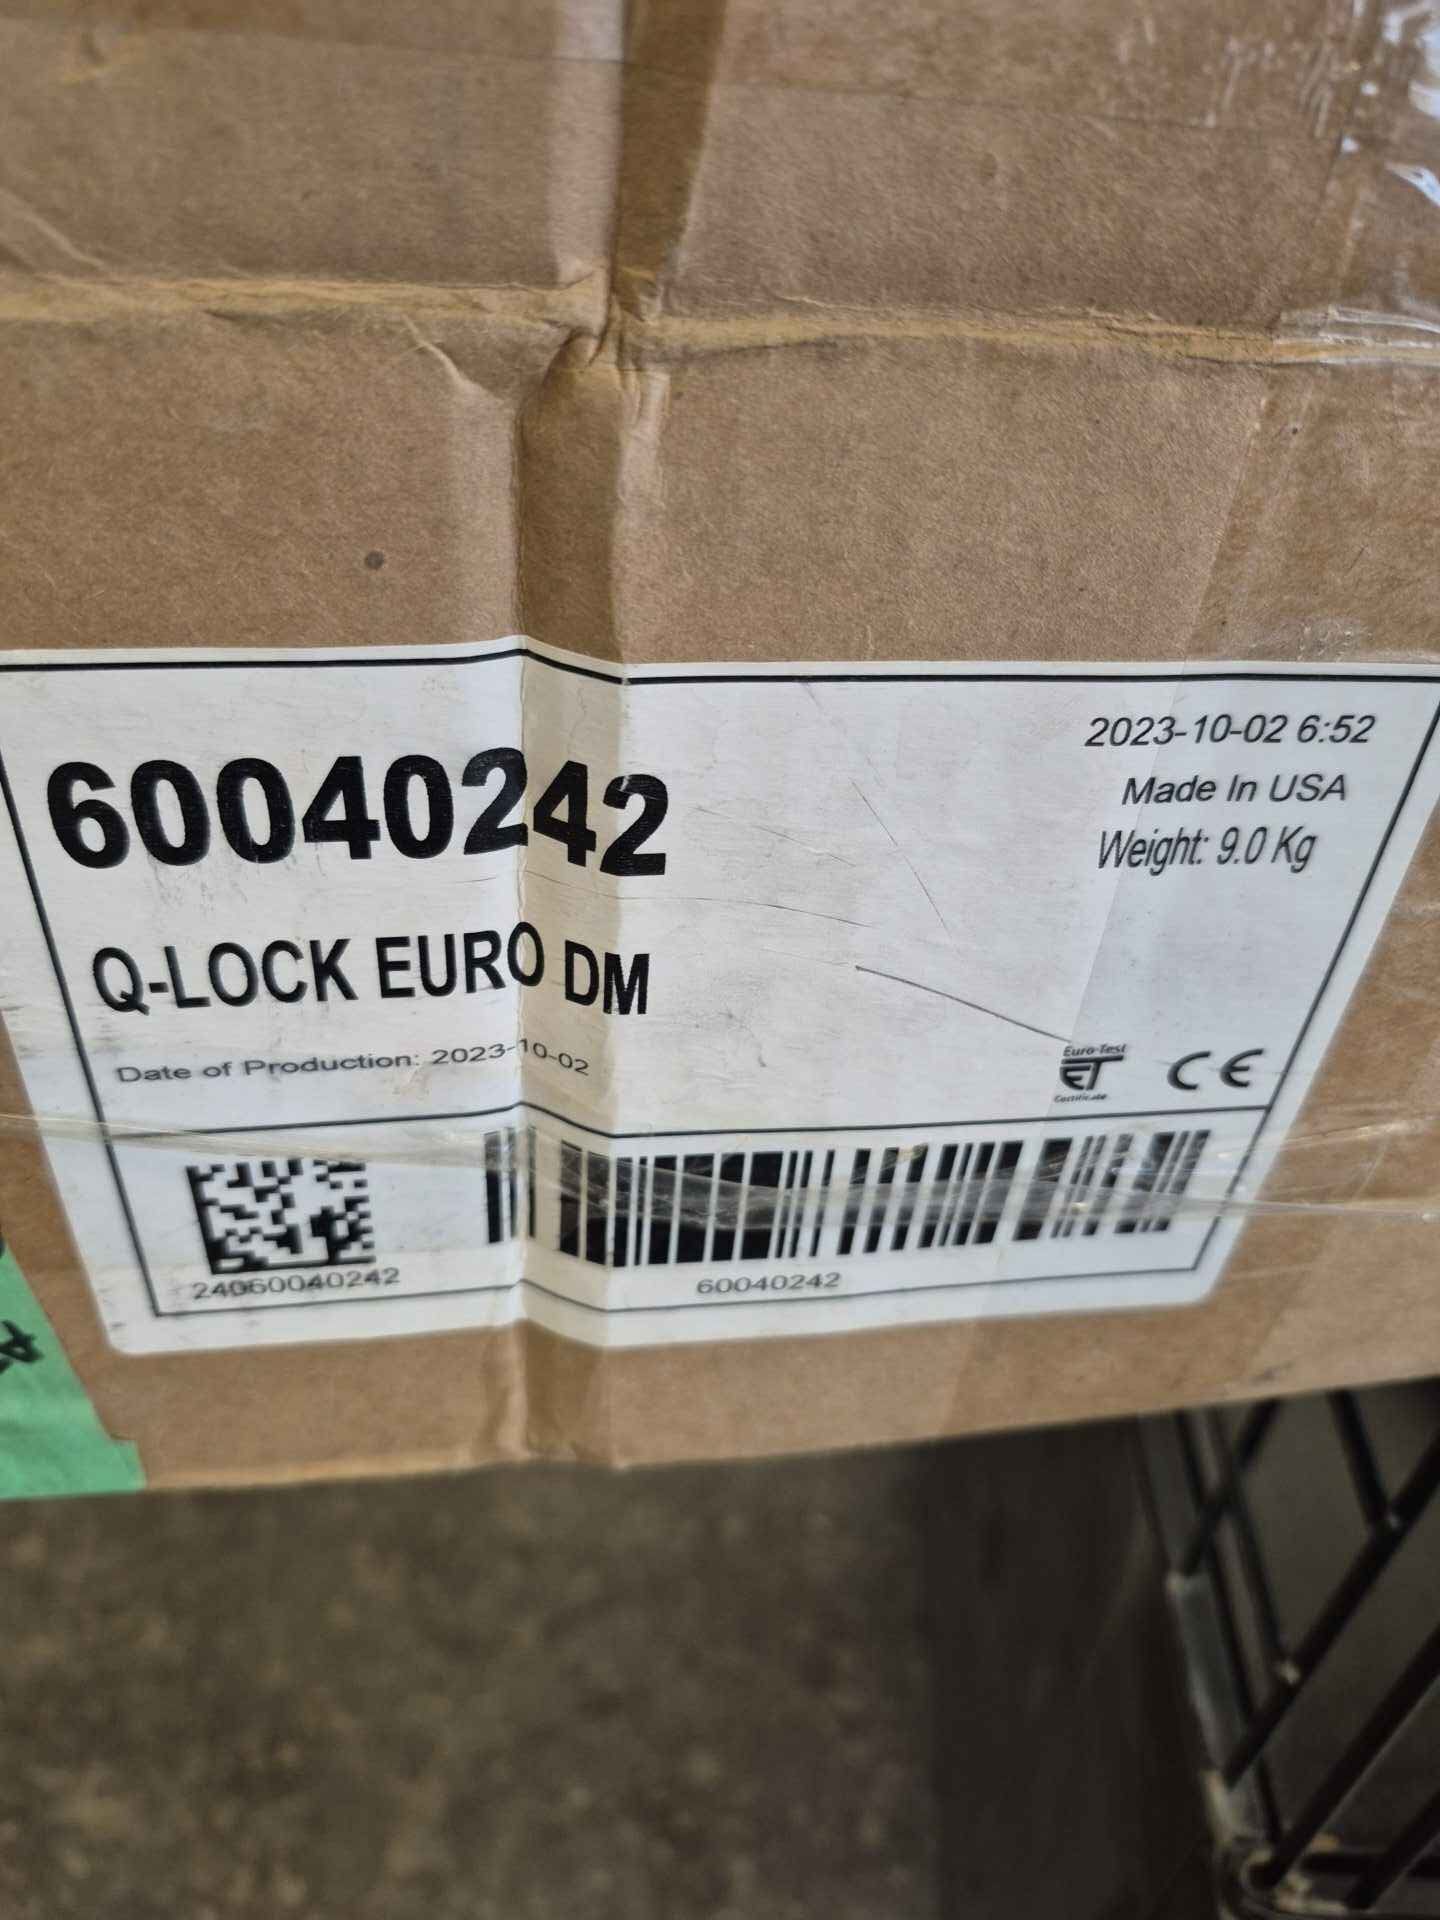 60040242
2023-10-02 6:52
Made In USA
Weight: 9.0 Kg
Q-LOCK EURO DM
Date of Production: 2023-10-02
Euro-Test
ET
Certificate
CE
24060040242
60040242